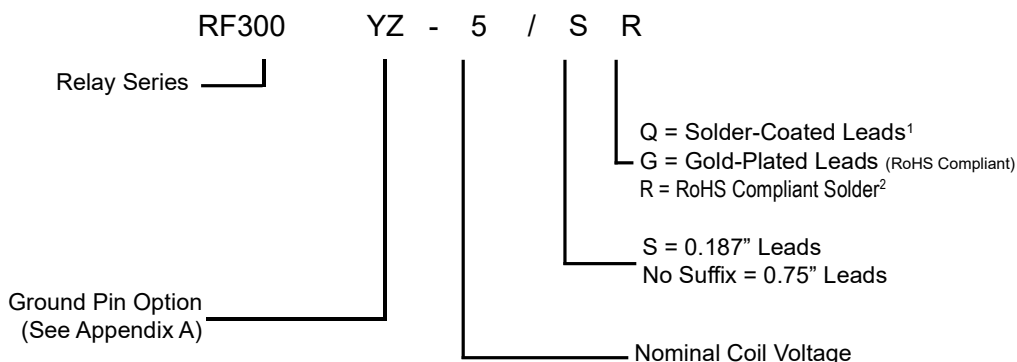 RF300 YZ - 5 / S R
Relay Series
Q = Solder-Coated Leads¹
G = Gold-Plated Leads (RoHS Compliant)
R = RoHS Compliant Solder²
S = 0.187” Leads
No Suffix = 0.75” Leads
Ground Pin Option
(See Appendix A)
Nominal Coil Voltage